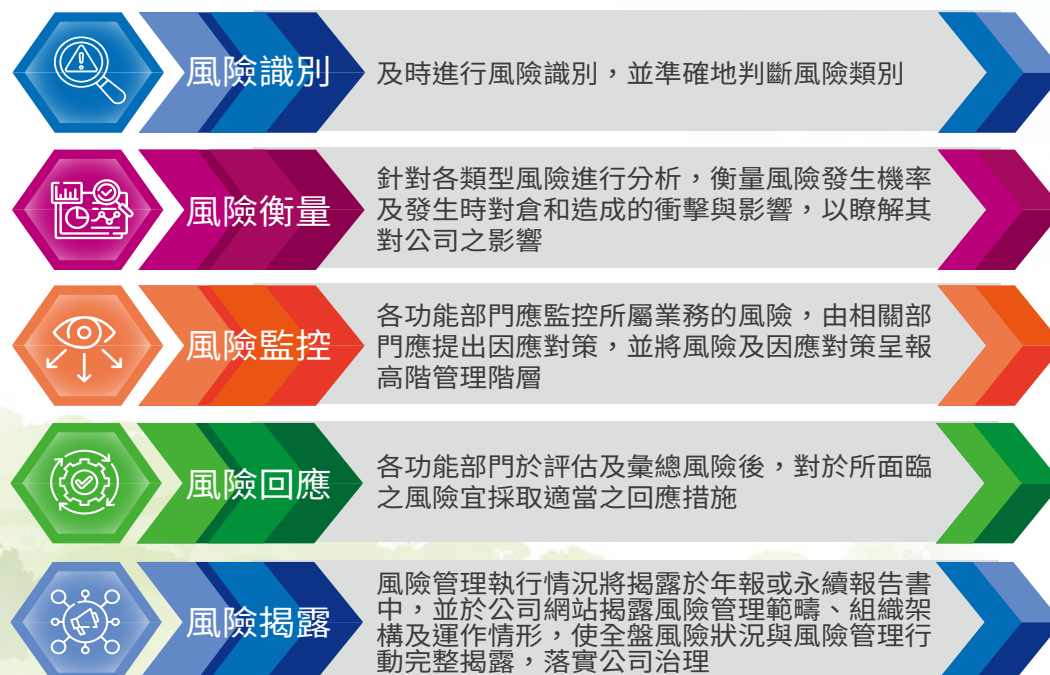 風險識別
及時進行風險識別，並準確地判斷風險類別
風險衡量
針對各類型風險進行分析，衡量風險發生機率
及發生時對倉和造成的衝擊與影響，以瞭解其
對公司之影響
風險監控
各功能部門應監控所屬業務的風險，由相關部
門應提出因應對策，並將風險及因應對策呈報
高階管理階層
風險回應
各功能部門於評估及彙總風險後，對於所面臨
之風險宜採取適當之回應措施
風險揭露
風險管理執行情況將揭露於年報或永續報告書
中，並於公司網站揭露風險管理範疇、組織架
構及運作情形，使全盤風險狀況與風險管理行
動完整揭露，落實公司治理